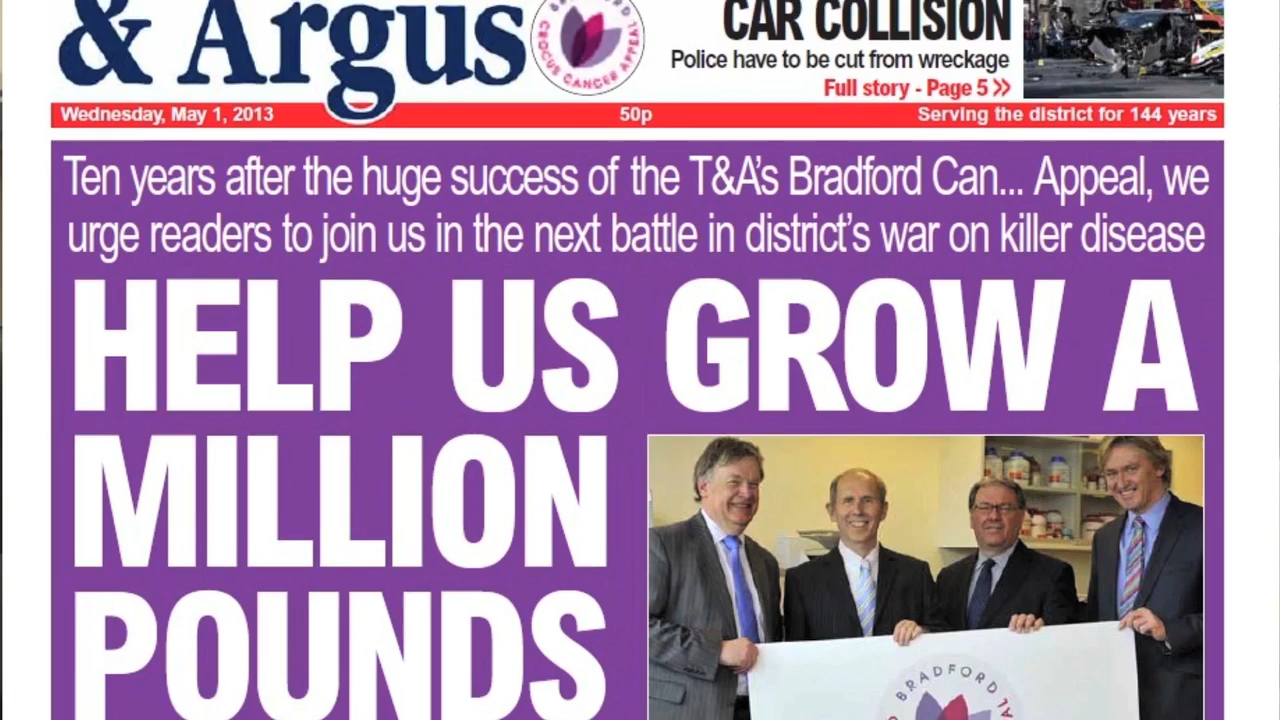 & Argus
BRADFORD
CROCUS CANCER APPEAL
CAR COLLISION
Police have to be cut from wreckage
Full story - Page 5 »
Wednesday, May 1, 2013
50p
Serving the district for 144 years
Ten years after the huge success of the T&A's Bradford Can... Appeal, we
urge readers to join us in the next battle in district's war on killer disease
HELP US GROW A
MILLION
POUNDS
BRADFORD